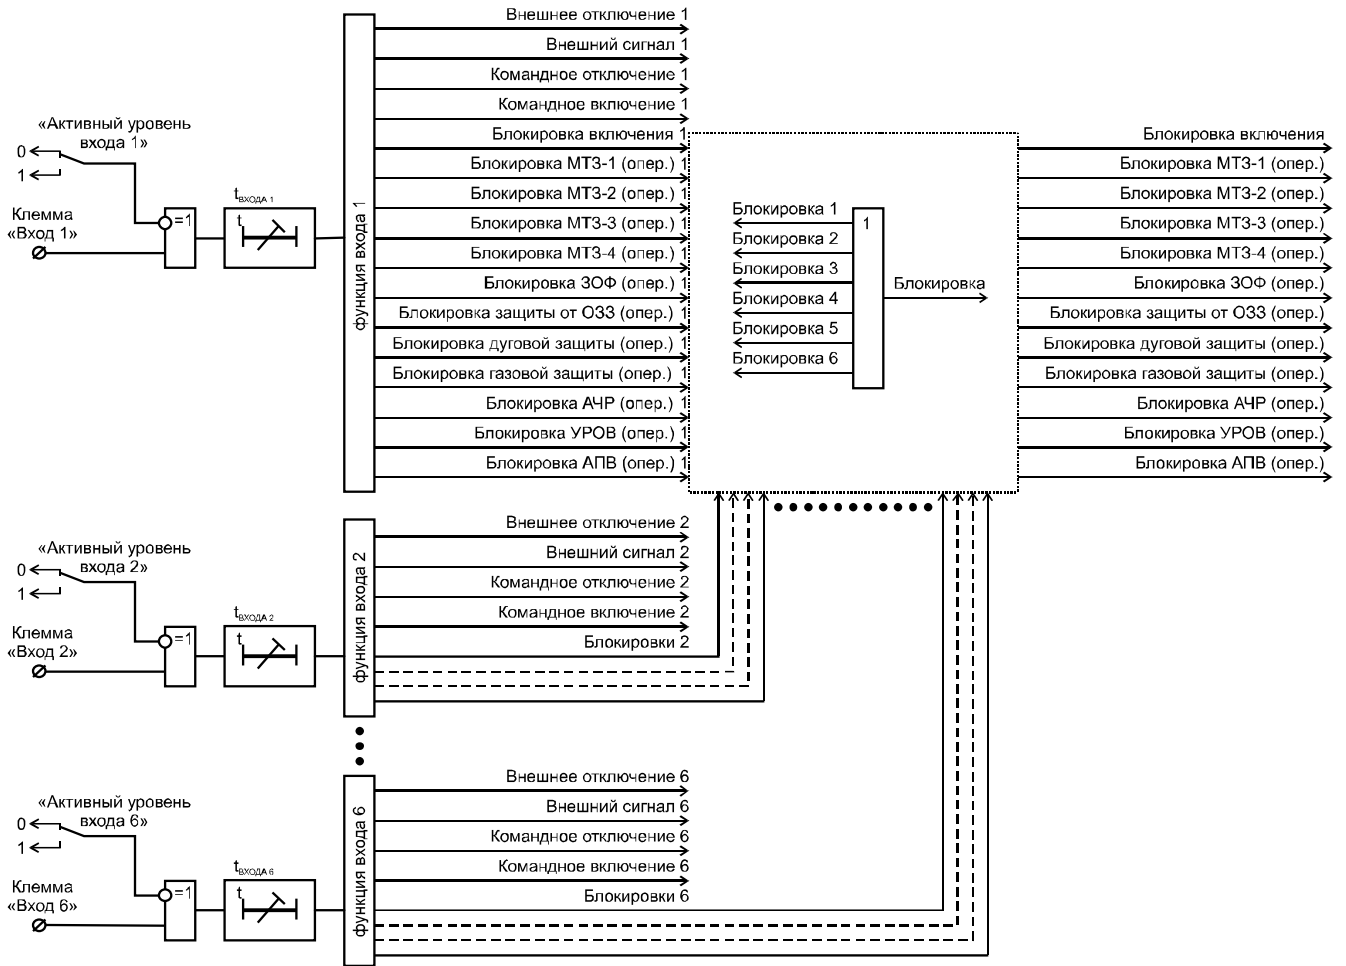 Внешнее отключение 1
Внешний сигнал 1
Командное отключение 1
Командное включение 1
Блокировка включения 1
Блокировка МТЗ-1 (опер.) 1
Блокировка МТЗ-2 (опер.) 1
Блокировка МТЗ-3 (опер.) 1
Блокировка МТЗ-4 (опер.) 1
Блокировка ЗОФ (опер.) 1
Блокировка защиты от ОЗЗ (опер.) 1
Блокировка дуговой защиты (опер.) 1
Блокировка газовой защиты (опер.) 1
Блокировка АЧР (опер.) 1
Блокировка УРОВ (опер.) 1
Блокировка АПВ (опер.) 1
«Активный уровень
входа 1»
0
1
Клемма
«Вход 1»
=1
tВХОДА 1
t
функция входа 1
Блокировка 1
Блокировка 2
Блокировка 3
Блокировка 4
Блокировка 5
Блокировка 6
1
Блокировка
Блокировка включения
Блокировка МТЗ-1 (опер.)
Блокировка МТЗ-2 (опер.)
Блокировка МТЗ-3 (опер.)
Блокировка МТЗ-4 (опер.)
Блокировка ЗОФ (опер.)
Блокировка защиты от ОЗЗ (опер.)
Блокировка дуговой защиты (опер.)
Блокировка газовой защиты (опер.)
Блокировка АЧР (опер.)
Блокировка УРОВ (опер.)
Блокировка АПВ (опер.)
«Активный уровень
входа 2»
0
1
Клемма
«Вход 2»
=1
tВХОДА 2
t
функция входа 2
Внешнее отключение 2
Внешний сигнал 2
Командное отключение 2
Командное включение 2
Блокировки 2
«Активный уровень
входа 6»
0
1
Клемма
«Вход 6»
=1
tВХОДА 6
t
функция входа 6
Внешнее отключение 6
Внешний сигнал 6
Командное отключение 6
Командное включение 6
Блокировки 6